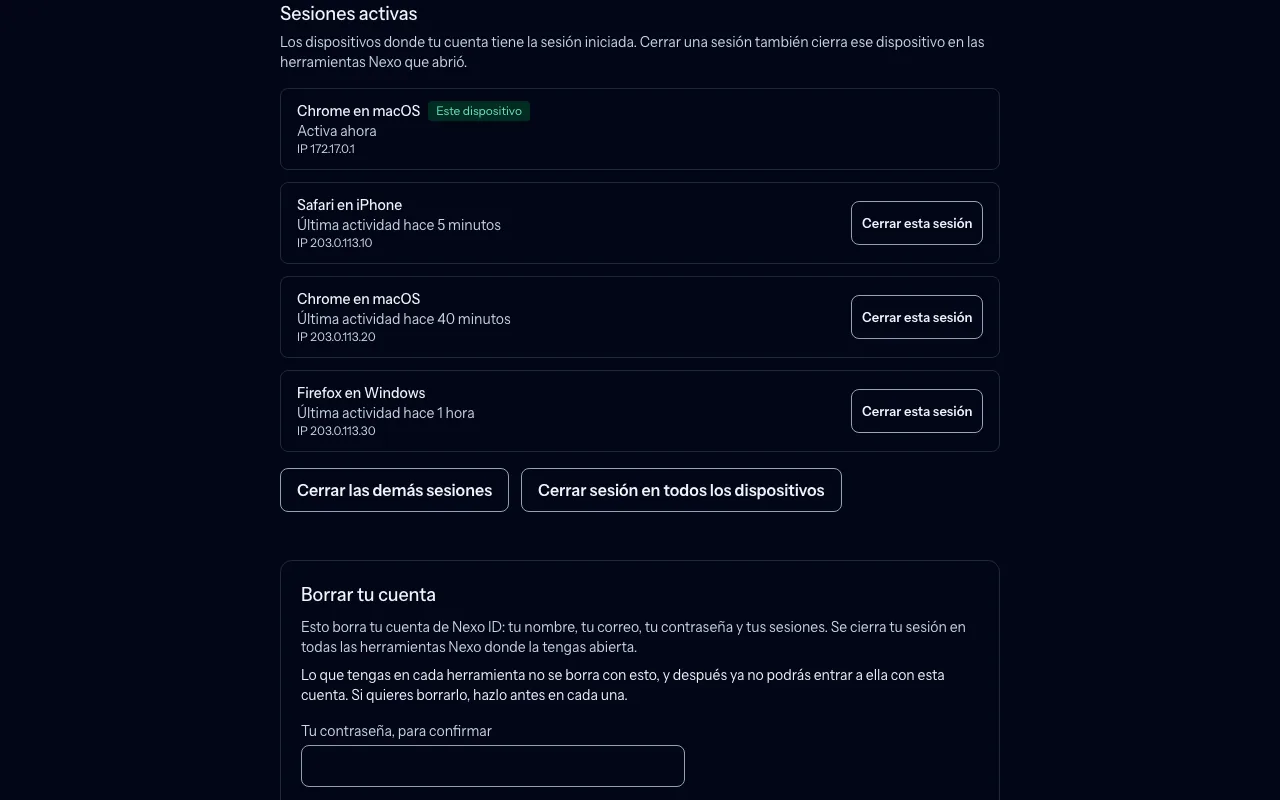 Sesiones activas
Los dispositivos donde tu cuenta tiene la sesión iniciada. Cerrar una sesión también cierra ese dispositivo en las
herramientas Nexo que abrió.
Chrome en macOS Este dispositivo
Activa ahora
IP 172.17.0.1
Safari en iPhone
Última actividad hace 5 minutos
IP 203.0.113.10
Cerrar esta sesión
Chrome en macOS
Última actividad hace 40 minutos
IP 203.0.113.20
Cerrar esta sesión
Firefox en Windows
Última actividad hace 1 hora
IP 203.0.113.30
Cerrar esta sesión
Cerrar las demás sesiones Cerrar sesión en todos los dispositivos
Borrar tu cuenta
Esto borra tu cuenta de Nexo ID: tu nombre, tu correo, tu contraseña y tus sesiones. Se cierra tu sesión en
todas las herramientas Nexo donde la tengas abierta.
Lo que tengas en cada herramienta no se borra con esto, y después ya no podrás entrar a ella con esta
cuenta. Si quieres borrarlo, hazlo antes en cada una.
Tu contraseña, para confirmar